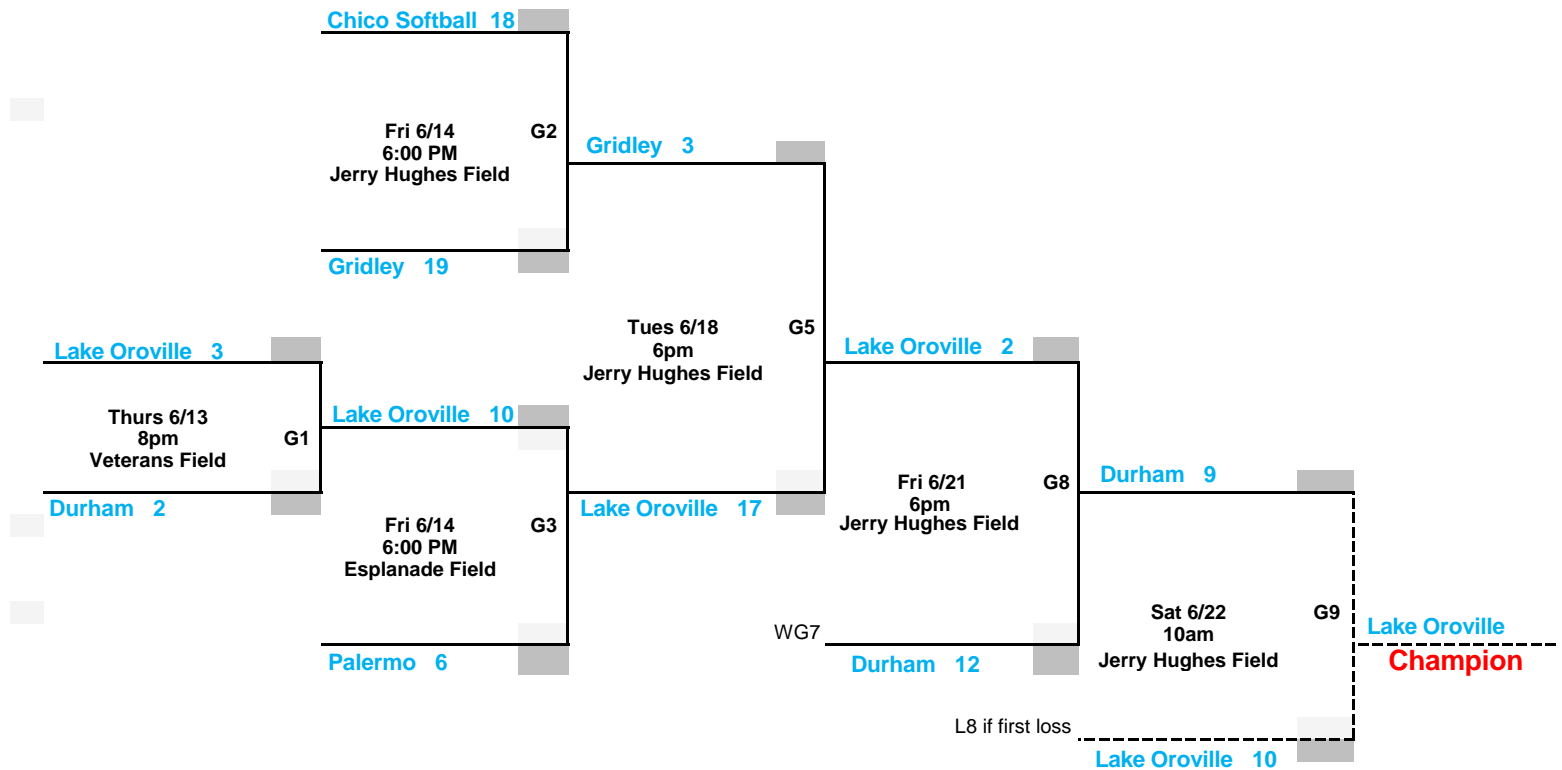 Chico Softball 18
Fri 6/14
6:00 PM
Jerry Hughes Field
G2
Gridley 19
Gridley 3
Lake Oroville 3
Thurs 6/13
8pm
Veterans Field
G1
Durham 2
Lake Oroville 10
Fri 6/14
6:00 PM
Esplanade Field
G3
Palermo 6
Tues 6/18
6pm
Jerry Hughes Field
G5
Lake Oroville 17
Lake Oroville 2
Fri 6/21
6pm
Jerry Hughes Field
G8
WG7
Durham 12
Durham 9
Sat 6/22
10am
Jerry Hughes Field
G9
L8 if first loss
Lake Oroville 10
Lake Oroville
Champion